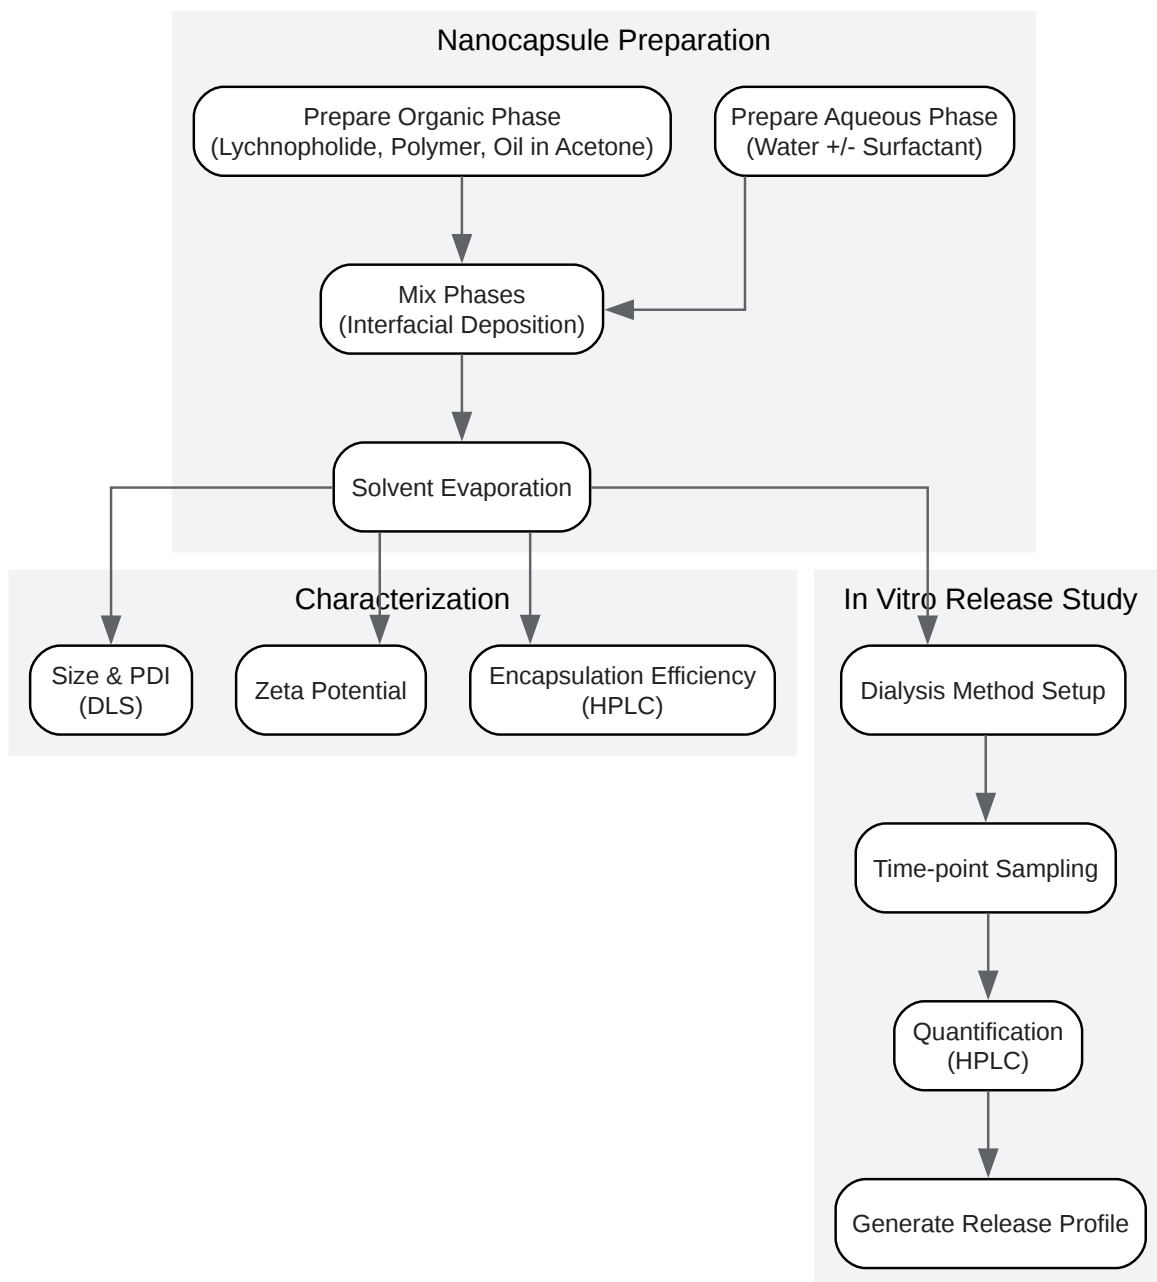 Nanocapsule Preparation
Prepare Organic Phase
(Lychnopholide, Polymer, Oil in Acetone)
Prepare Aqueous Phase
(Water +/- Surfactant)
Mix Phases
(Interfacial Deposition)
Solvent Evaporation
Characterization
Size & PDI
(DLS)
Zeta Potential
Encapsulation Efficiency
(HPLC)
In Vitro Release Study
Dialysis Method Setup
Time-point Sampling
Quantification
(HPLC)
Generate Release Profile